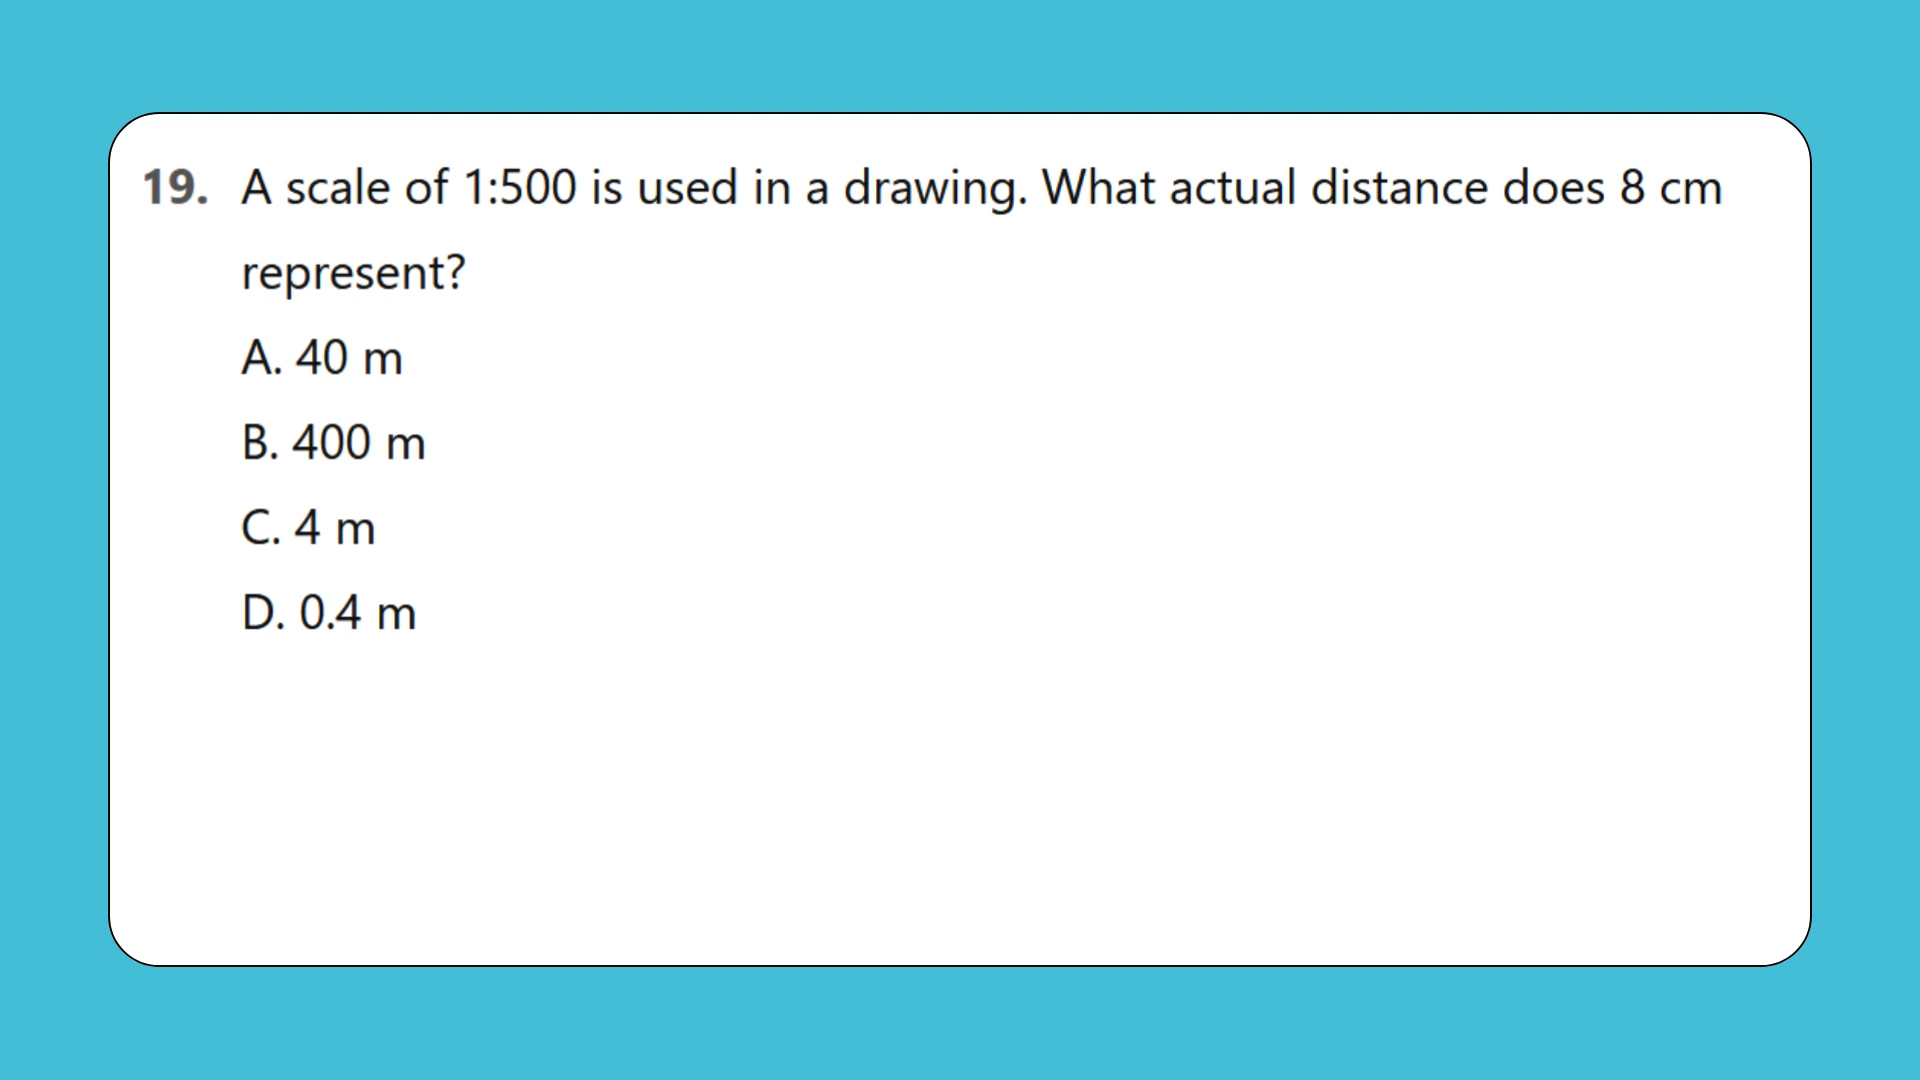 19. A scale of 1:500 is used in a drawing. What actual distance does 8 cm
represent?
A. 40 m
B. 400 m
C. 4 m
D. 0.4 m